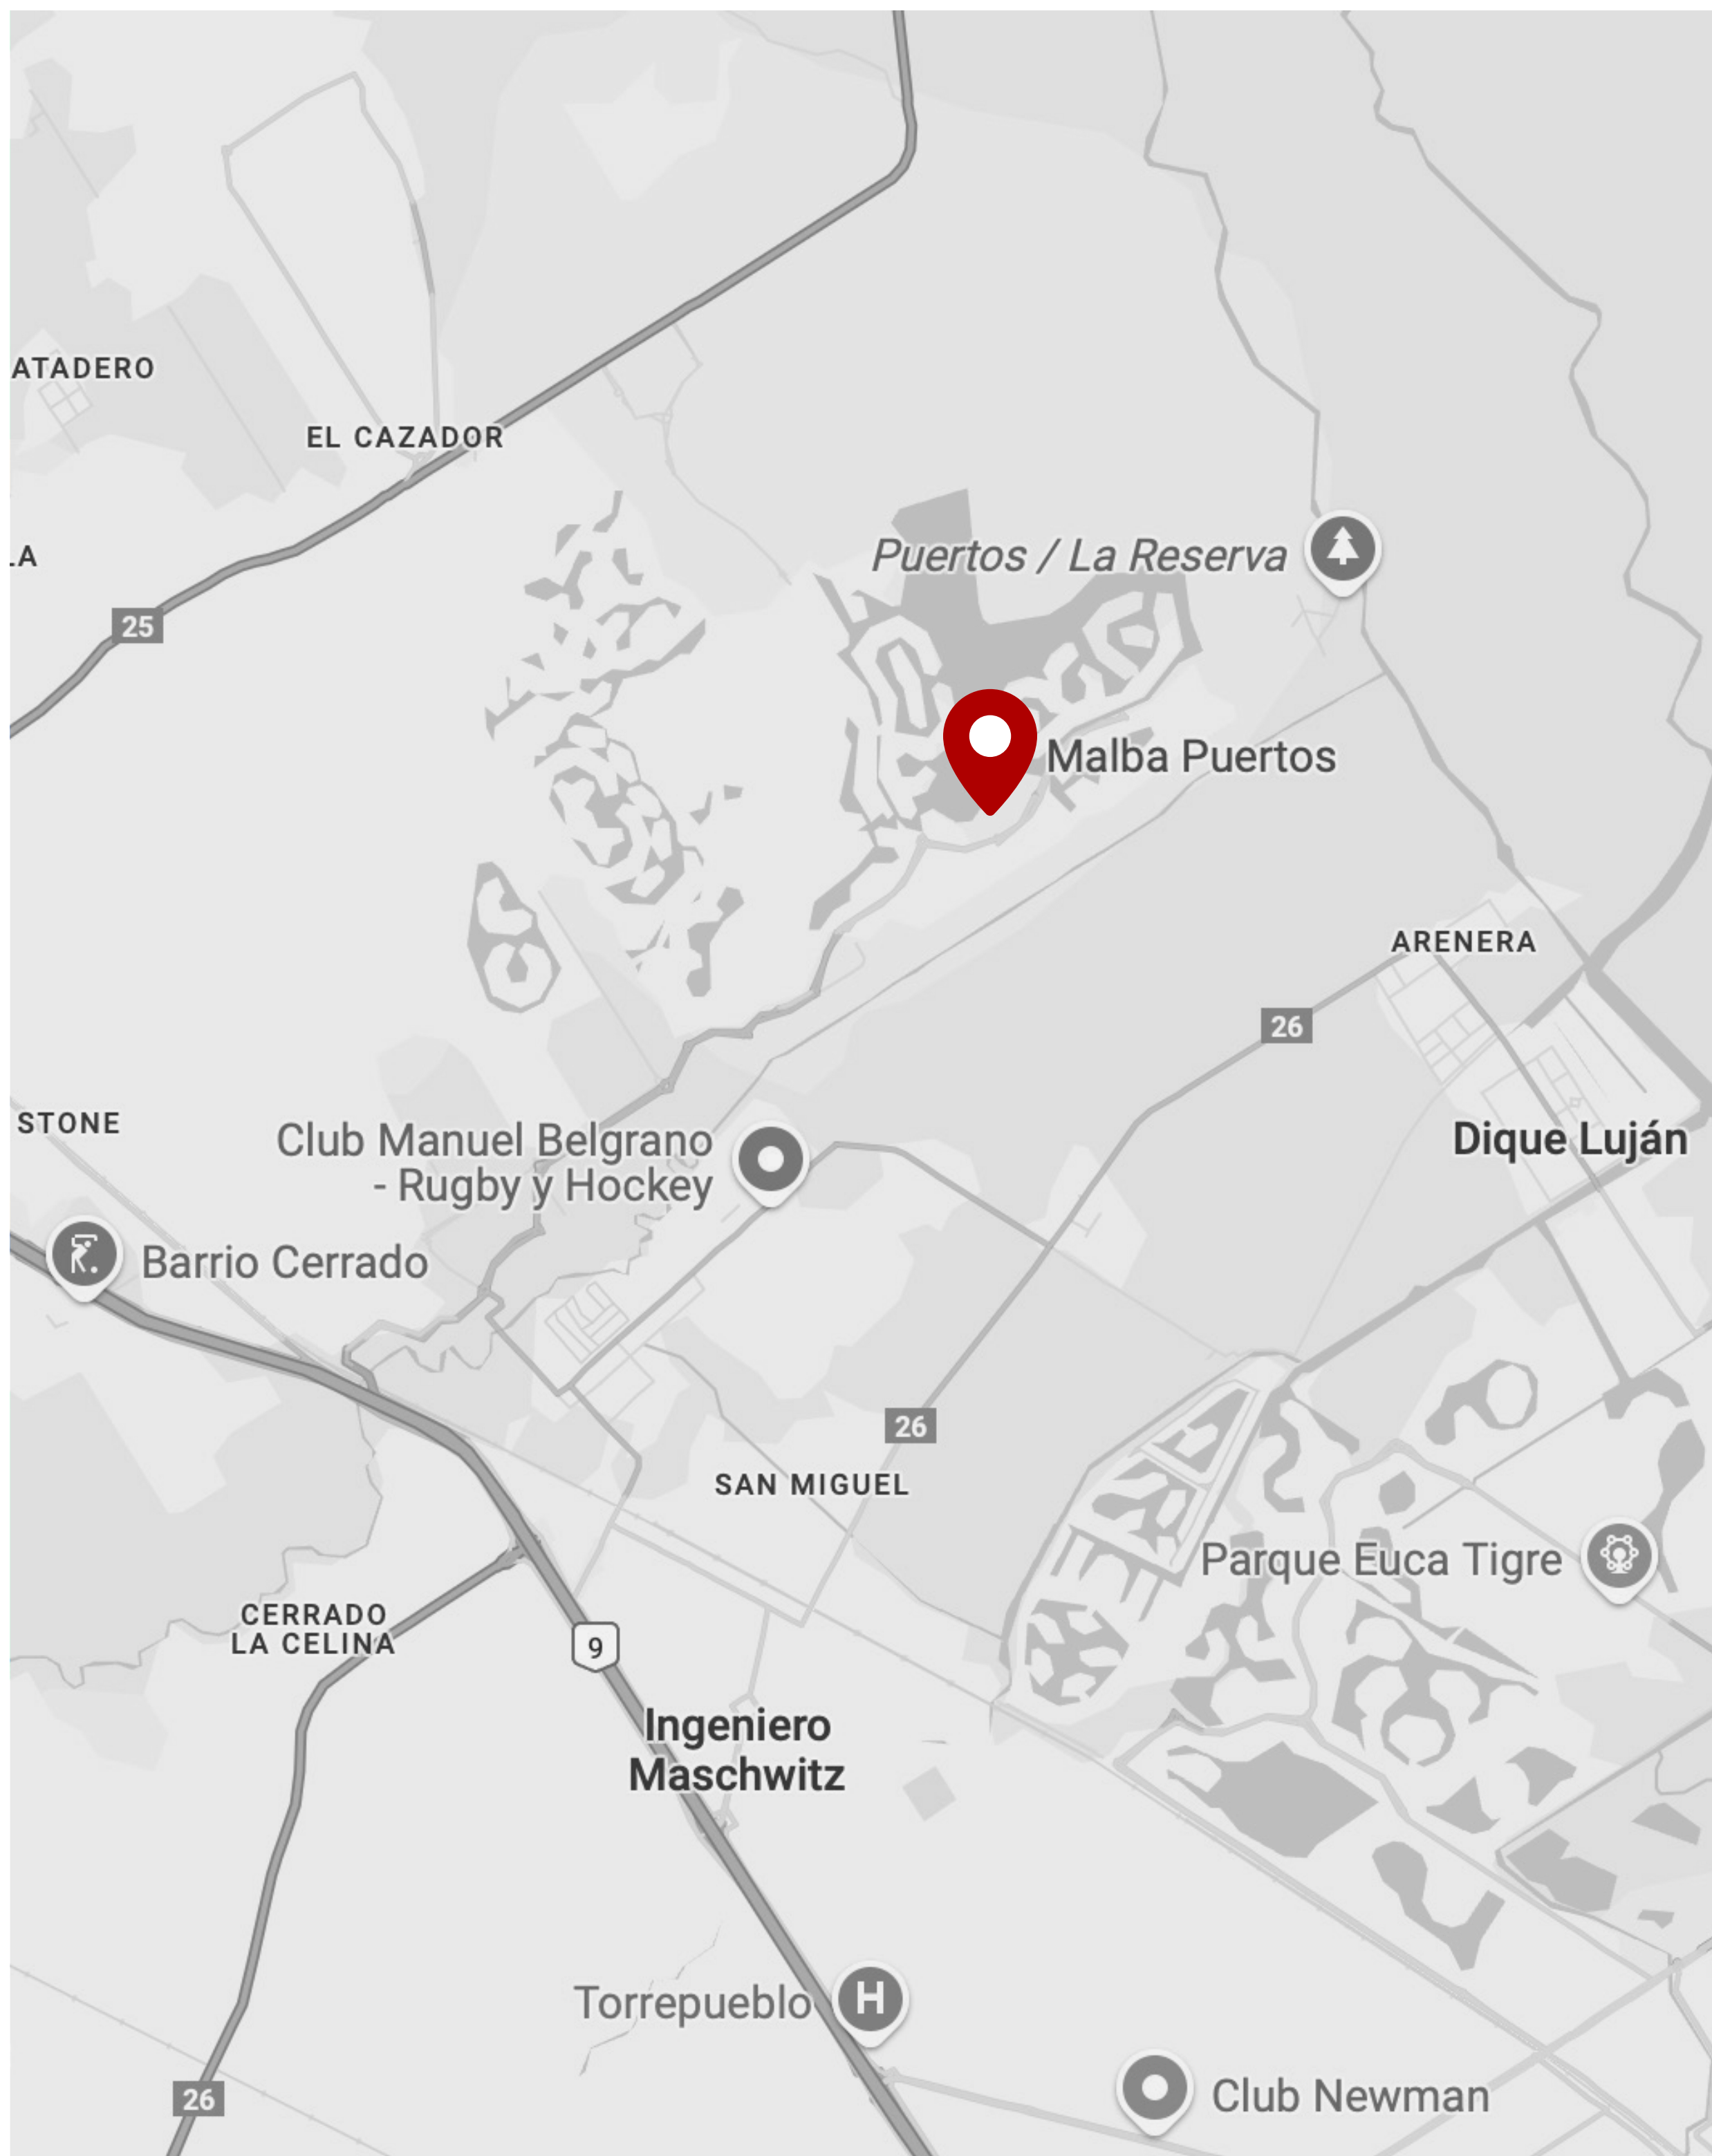 ATADERO
EL CAZADOR
LA
Puertos / La Reserva
25
Malba Puertos
ARENERA
26
STONE
Club Manuel Belgrano
- Rugby y Hockey
Dique Luján
Barrio Cerrado
26
SAN MIGUEL
Parque Euca Tigre
CERRADO
LA CELINA
9
Ingeniero
Maschwitz
Torrepueblo
H
26
Club Newman